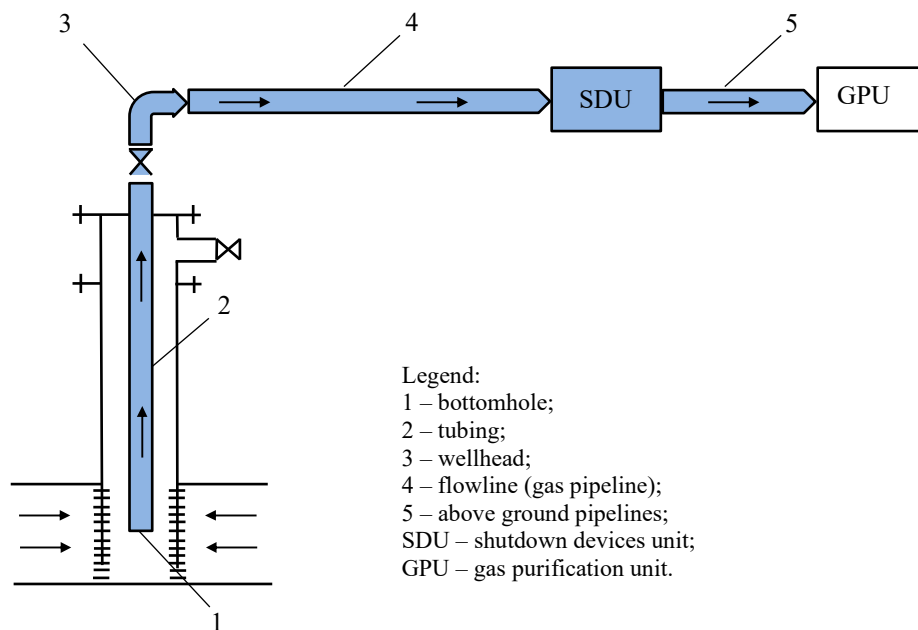 3
4
5
SDU
GPU
2
Legend:
1 – bottomhole;
2 – tubing;
3 – wellhead;
4 – flowline (gas pipeline);
5 – above ground pipelines;
SDU – shutdown devices unit;
GPU – gas purification unit.
1